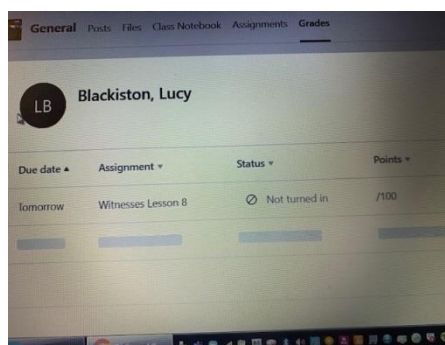 General Posts Files Class Notebook Assignments Grades
LB Blackiston, Lucy
Due date Assignment Status Points
Tomorrow Witnesses Lesson 8 Not turned in /100